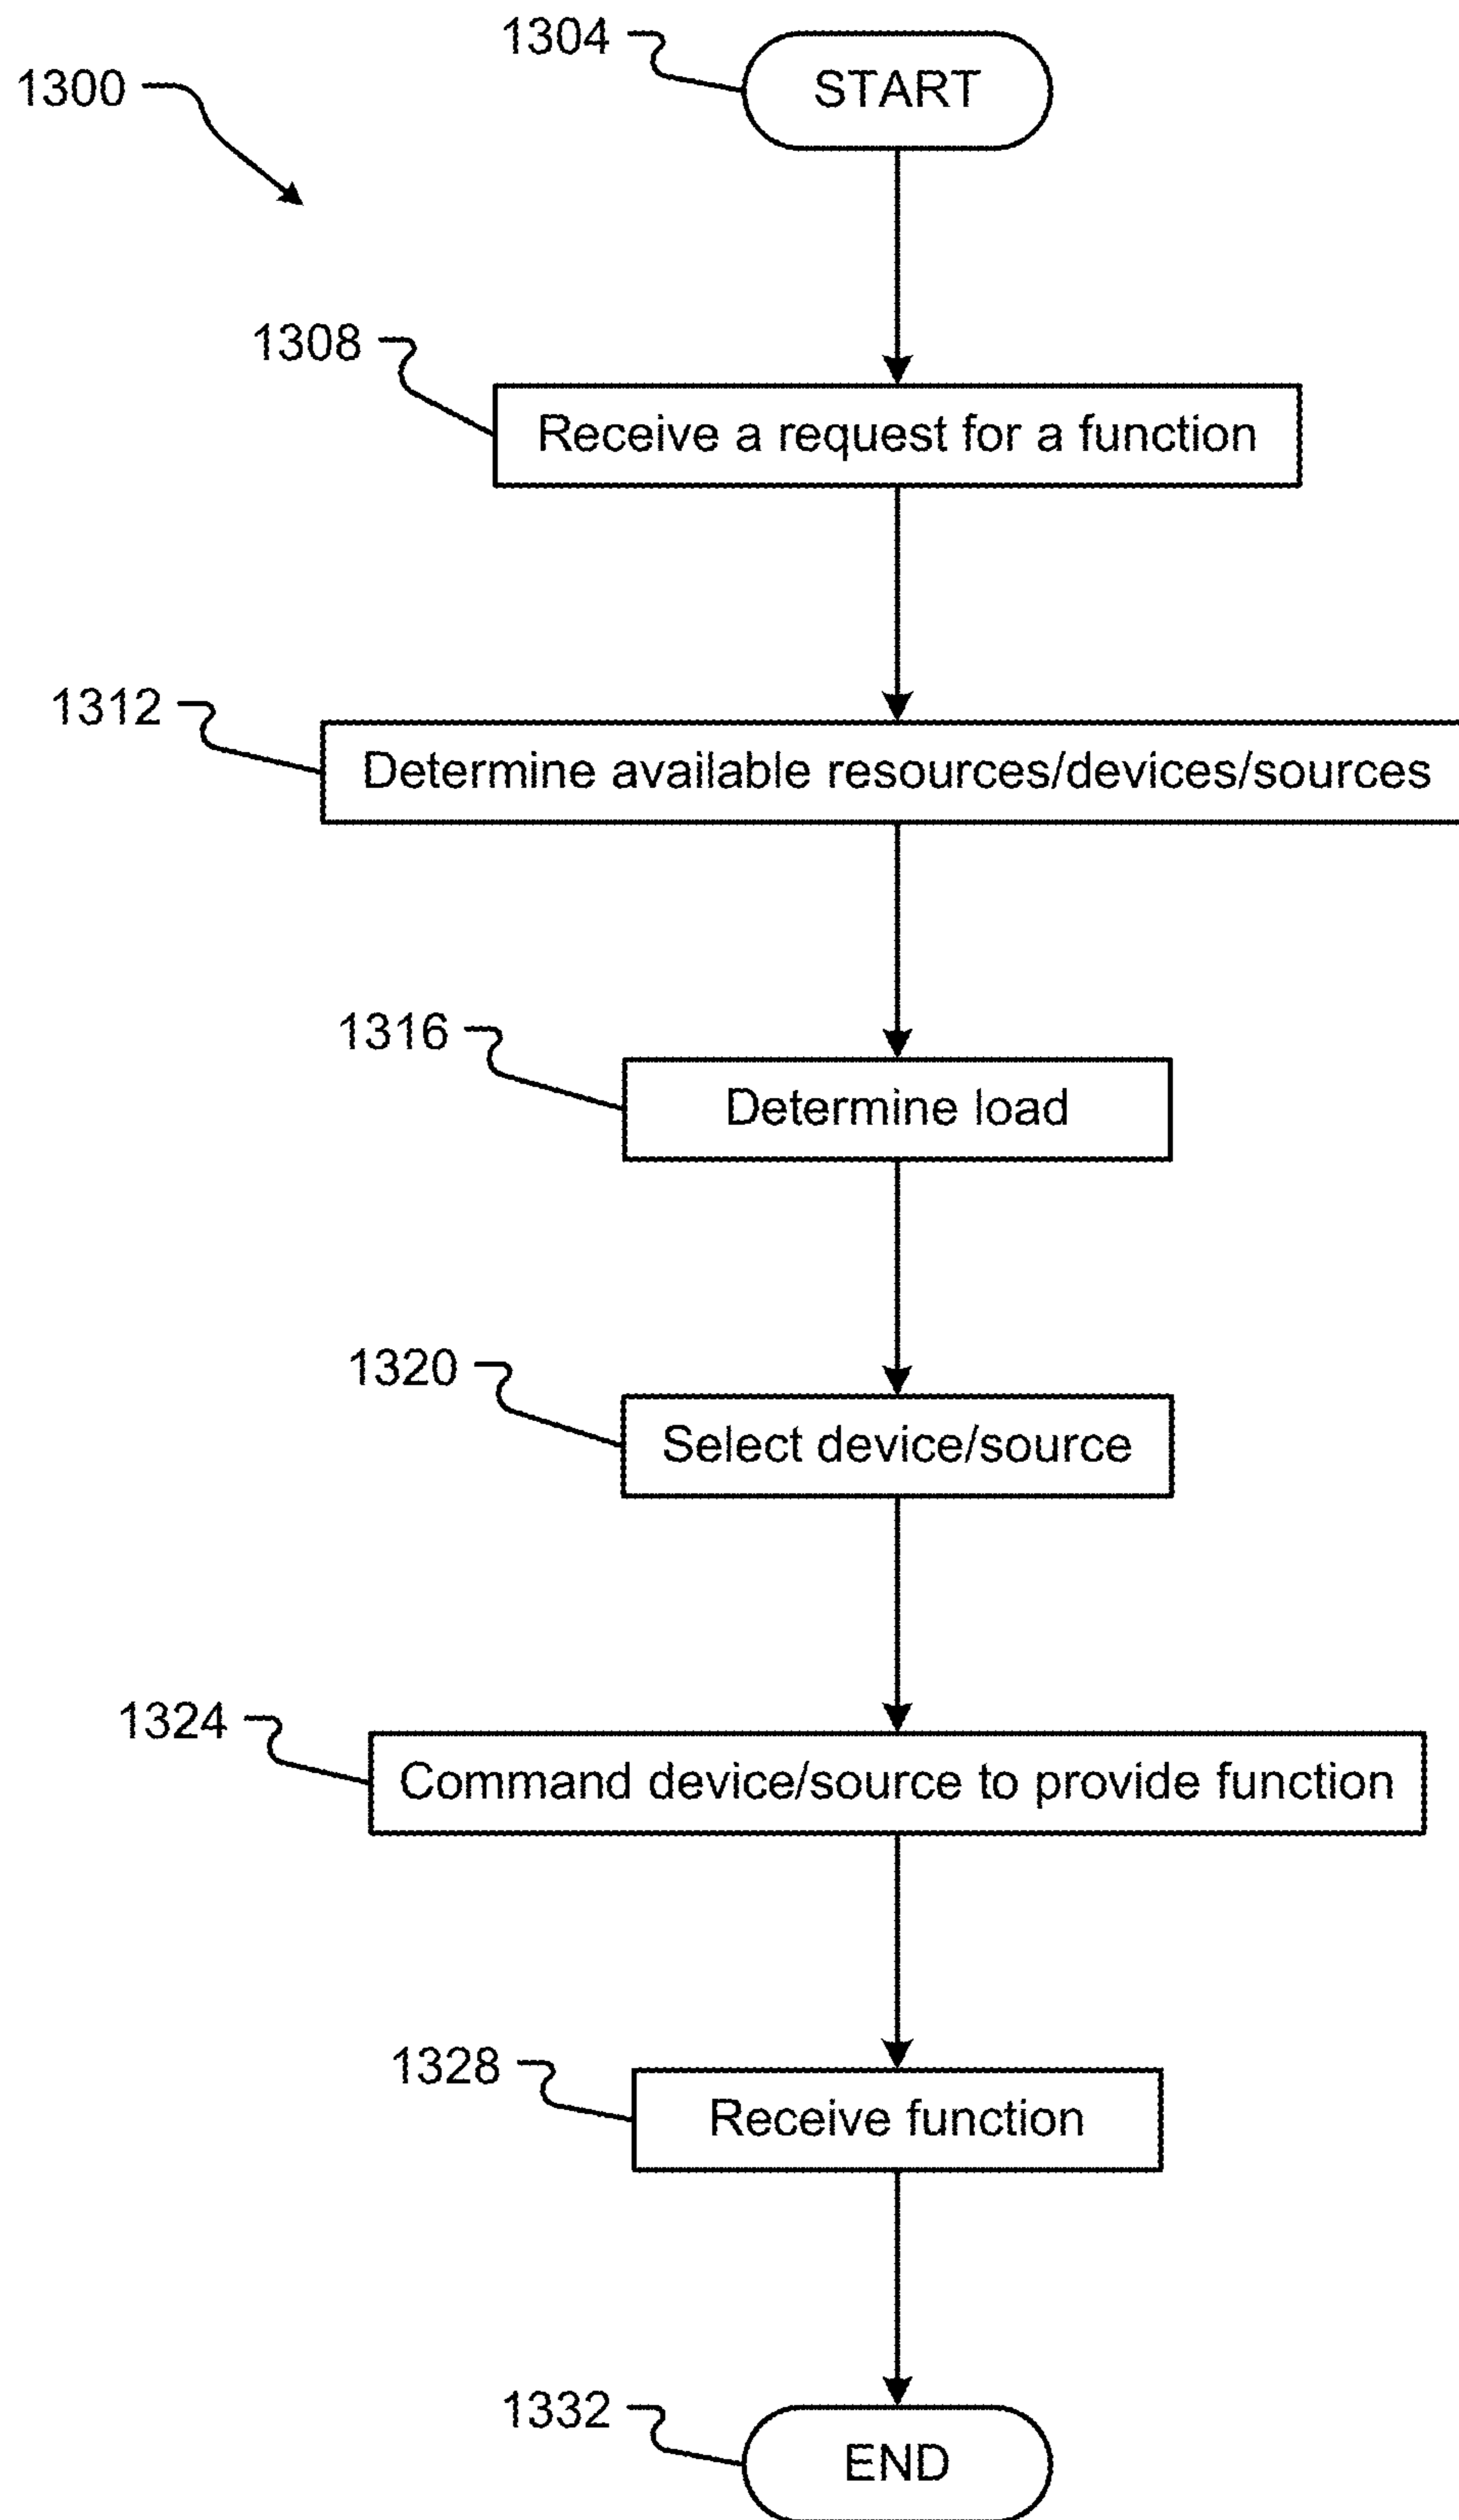 1304
START
1300
1308
Receive a request for a function
1312
Determine available resources/devices/sources
1316
Determine load
1320
Select device/source
1324
Command device/source to provide function
1328
Receive function
1332
END